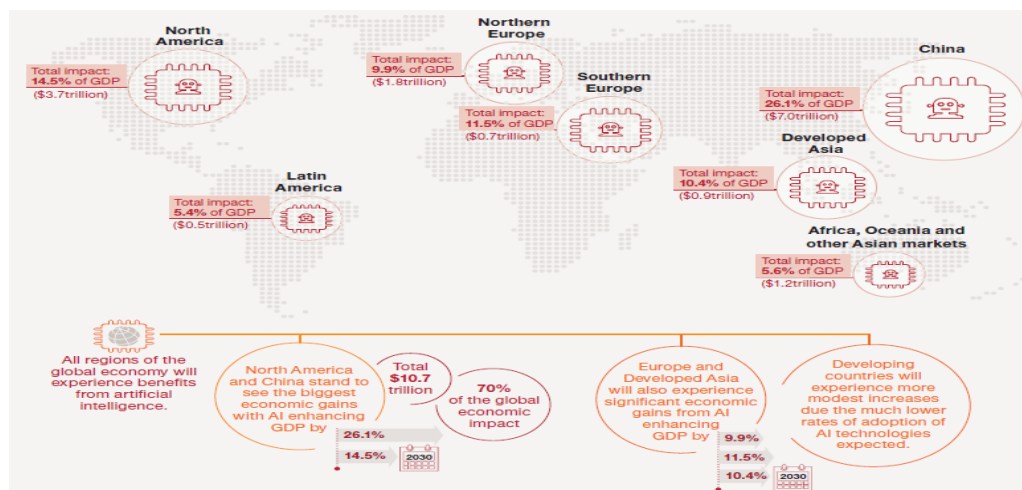 North
America
Total impact:
14.5% of GDP
($3.7trillion)
Northern
Europe
Total impact:
9.9% of GDP
($1.8trillion)
Southern
Europe
Total impact:
11.5% of GDP
($0.7trillion)
China
Total impact:
26.1% of GDP
($7.0trillion)
Developed
Asia
Total impact:
10.4% of GDP
($0.9trillion)
Latin
America
Total impact:
5.4% of GDP
($0.5trillion)
Africa, Oceania and
other Asian markets
Total impact:
5.6% of GDP
($1.2trillion)
All regions of the
global economy will
experience benefits
from artificial
intelligence.
North America
and China stand to
see the biggest
economic gains
with AI enhancing
GDP by
26.1%
14.5%
2030
Total
$10.7
trillion
70%
of the global
economic
impact
Europe and
Developed Asia
will also experience
significant economic
gains from AI
enhancing
GDP by
9.9%
11.5%
10.4%
2030
Developing
countries will
experience more
modest increases
due the much lower
rates of adoption of
AI technologies
expected.